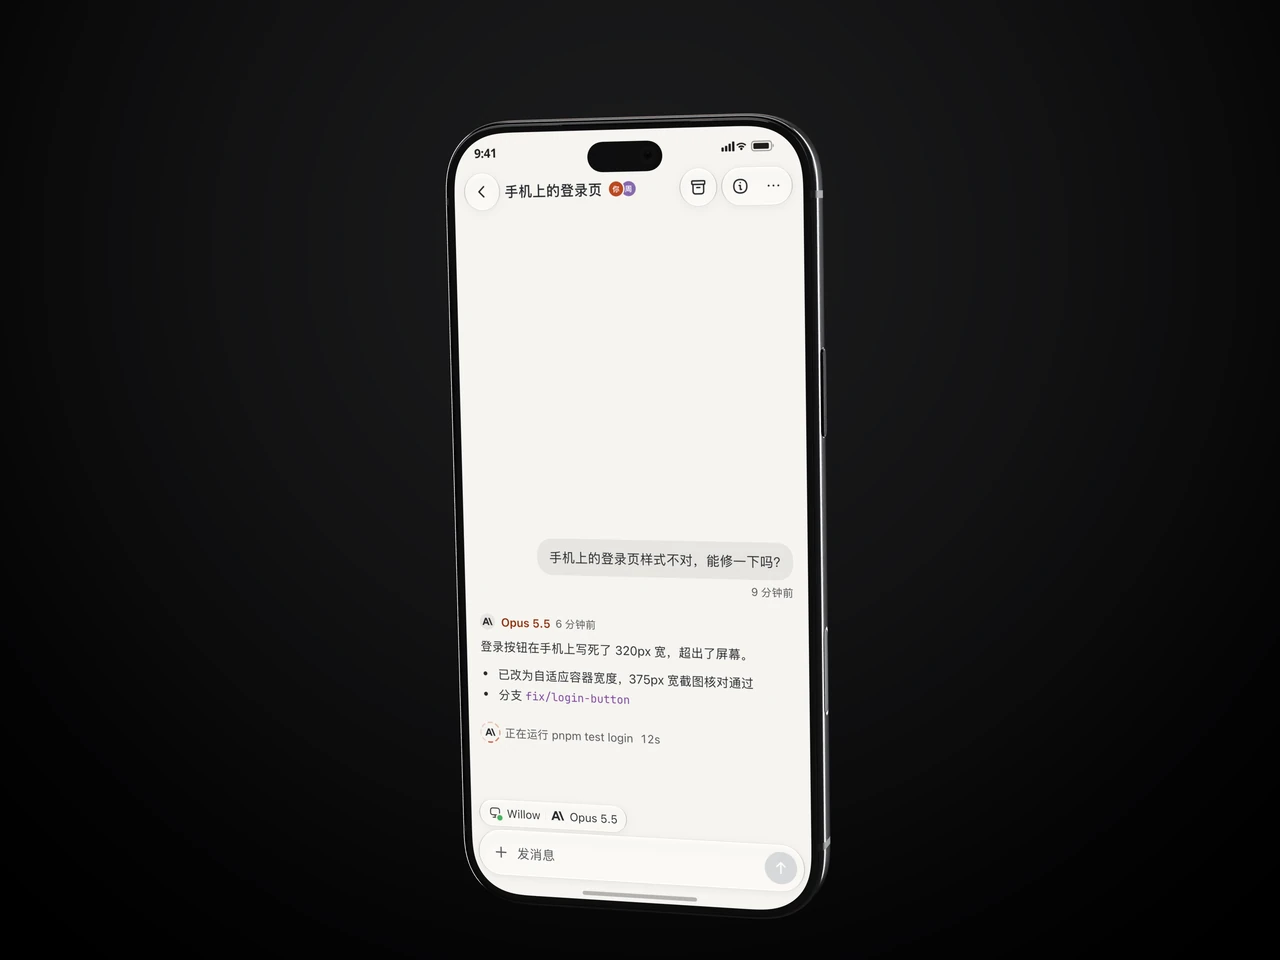 9:41
手机上的登录页 你 周
手机上的登录页样式不对，能修一下吗?
9 分钟前
Opus 5.5 6 分钟前
登录按钮在手机上写死了 320px 宽，超出了屏幕。
• 已改为自适应容器宽度，375px 宽截图核对通过
• 分支 fix/login-button
正在运行 pnpm test login 12s
Willow Opus 5.5
发消息